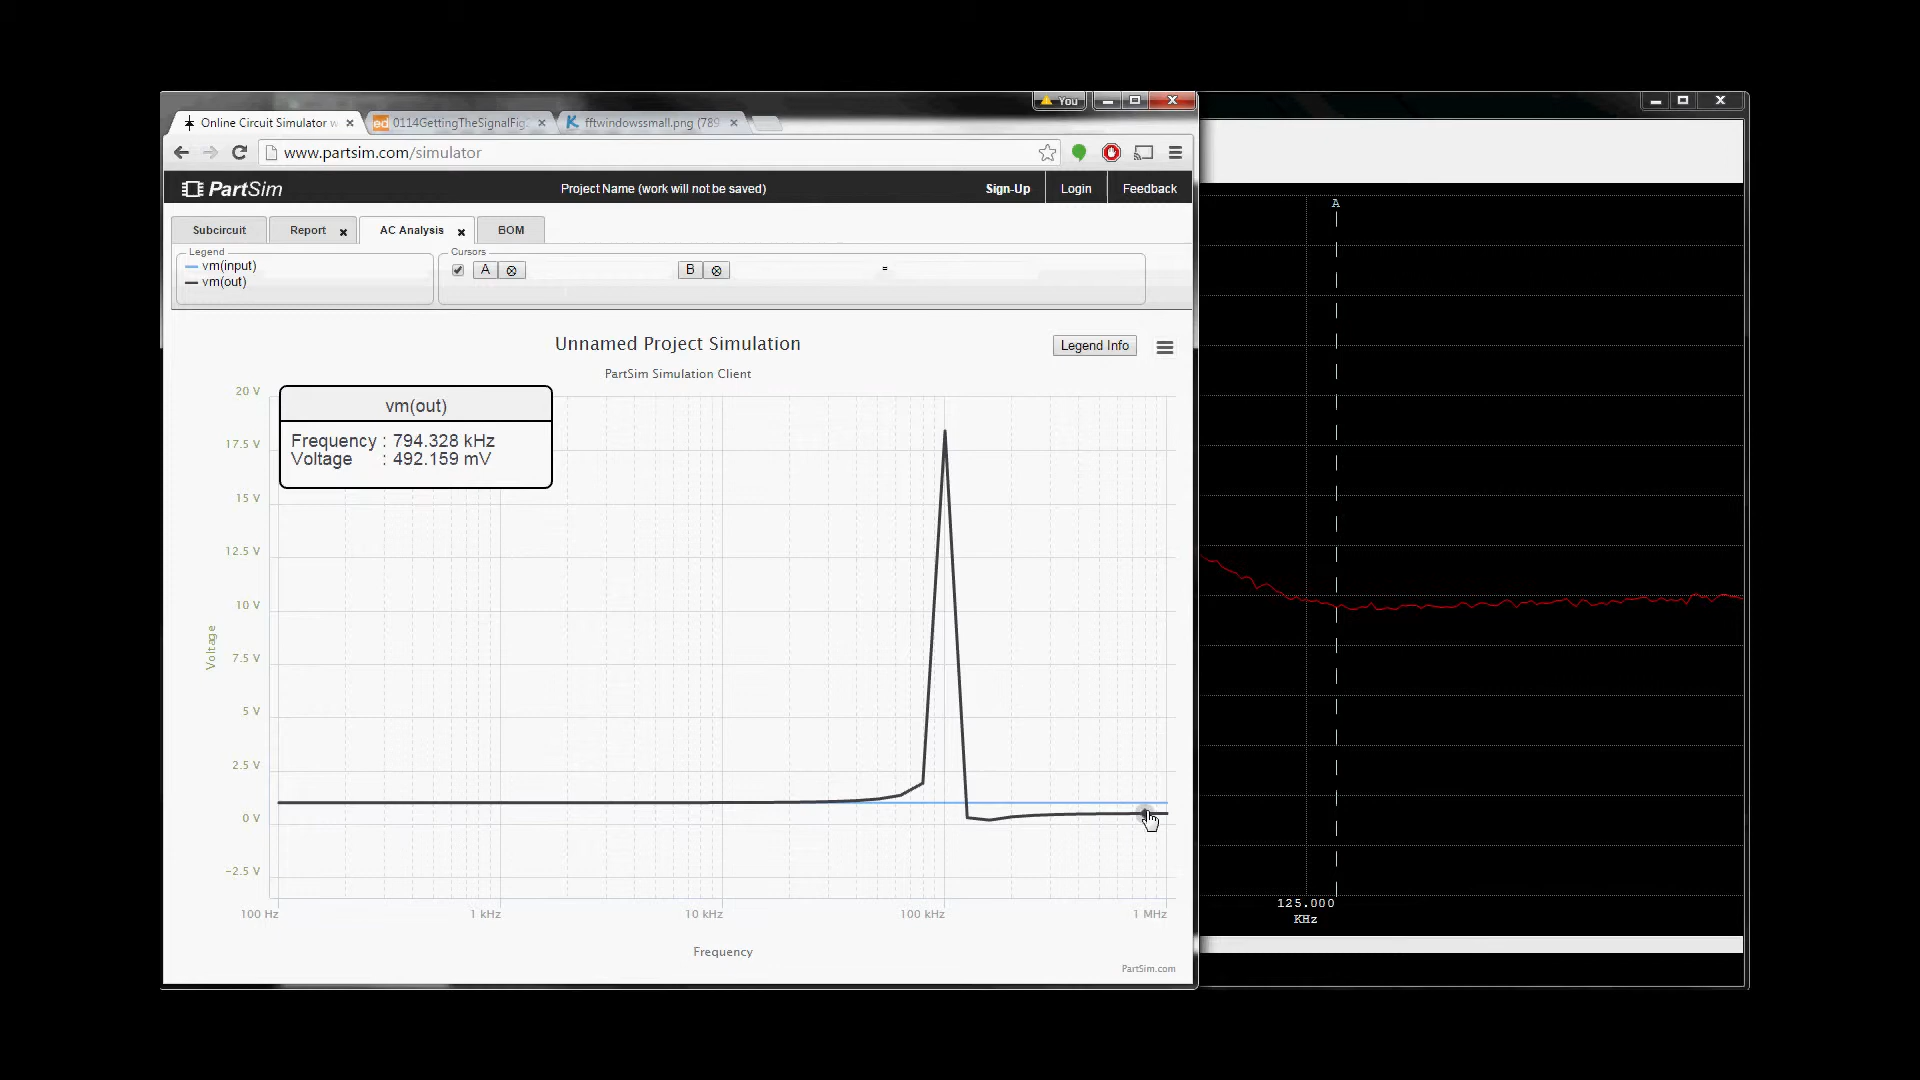 You
Online Circuit Simulator w
0114GettingTheSignalFig
fftwindowssmall.png (789
www.partsim.com/simulator
PartSim
Project Name (work will not be saved)
Sign-Up
Login
Feedback
Subcircuit
Report
AC Analysis
BOM
Legend
vm(input)
vm(out)
Cursors
A
B
=
Unnamed Project Simulation
Legend Info
PartSim Simulation Client
vm(out)
Frequency : 794.328 kHz
Voltage : 492.159 mV
20 V
17.5 V
15 V
12.5 V
10 V
7.5 V
5 V
2.5 V
0 V
−2.5 V
Voltage
100 Hz
1 kHz
10 kHz
100 kHz
1 MHz
Frequency
PartSim.com
A
125.000
KHz